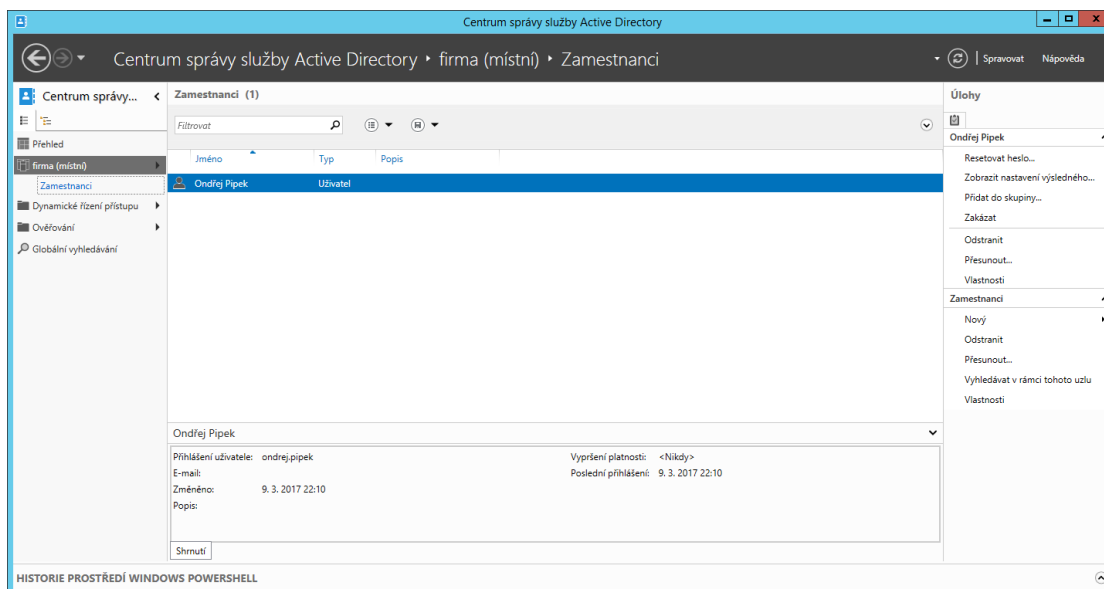 Centrum správy služby Active Directory
Centrum správy služby Active Directory • firma (místní) • Zamestnanci
Spravovat
Nápověda
Centrum správy...
Přehled
firma (místní)
Zamestnanci
Dynamické řízení přístupu
Ověřování
Globální vyhledávání
Zamestnanci (1)
Filtrovat
Jméno Typ Popis
Ondřej Pipek Uživatel
Ondřej Pipek
Přihlášení uživatele: ondrej.pipek
E-mail:
Změněno: 9. 3. 2017 22:10
Popis:
Vypršení platnosti: <Nikdy>
Poslední přihlášení: 9. 3. 2017 22:10
Shrnutí
Úlohy
Ondřej Pipek
Resetovat heslo...
Zobrazit nastavení výsledného...
Přidat do skupiny...
Zakázat
Odstranit
Přesunout...
Vlastnosti
Zamestnanci
Nový
Odstranit
Přesunout...
Vyhledávat v rámci tohoto uzlu
Vlastnosti
HISTORIE PROSTŘEDÍ WINDOWS POWERSHELL